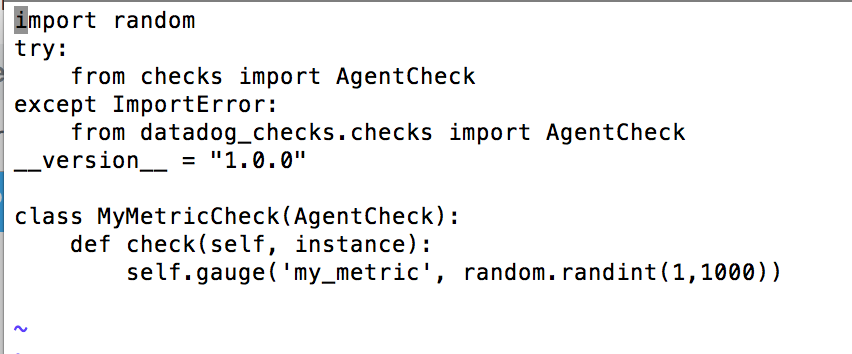 import random
try:
    from checks import AgentCheck
except ImportError:
    from datadog_checks.checks import AgentCheck
__version__ = "1.0.0"

class MyMetricCheck(AgentCheck):
    def check(self, instance):
        self.gauge('my_metric', random.randint(1,1000))

~